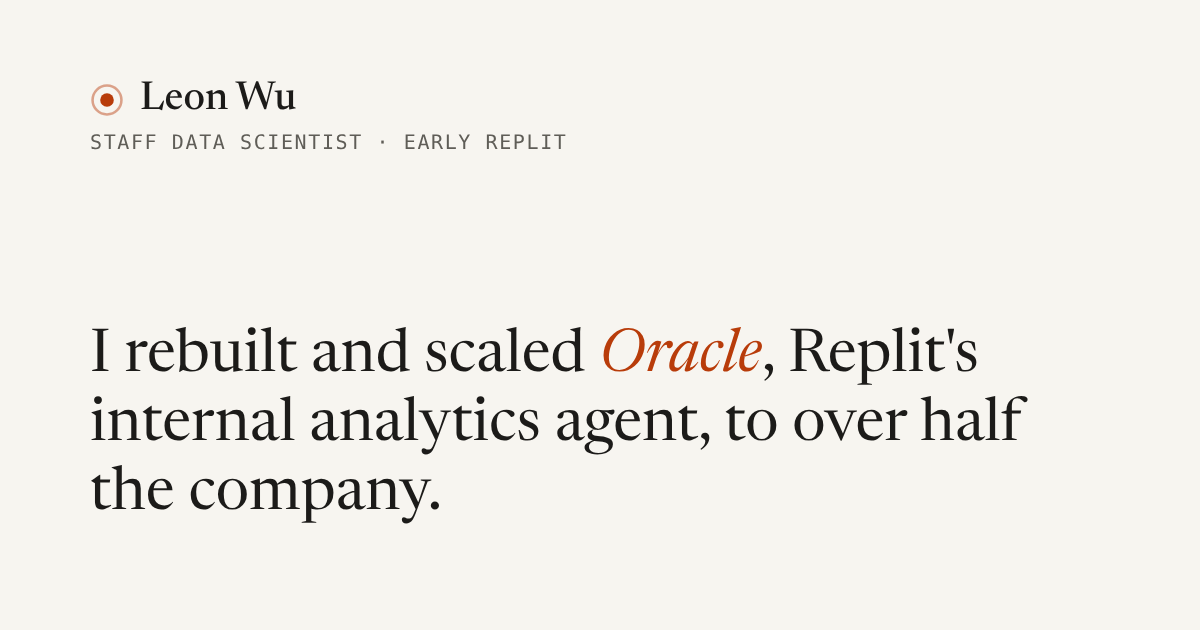 Leon Wu
STAFF DATA SCIENTIST · EARLY REPLIT
I rebuilt and scaled Oracle, Replit's
internal analytics agent, to over half
the company.